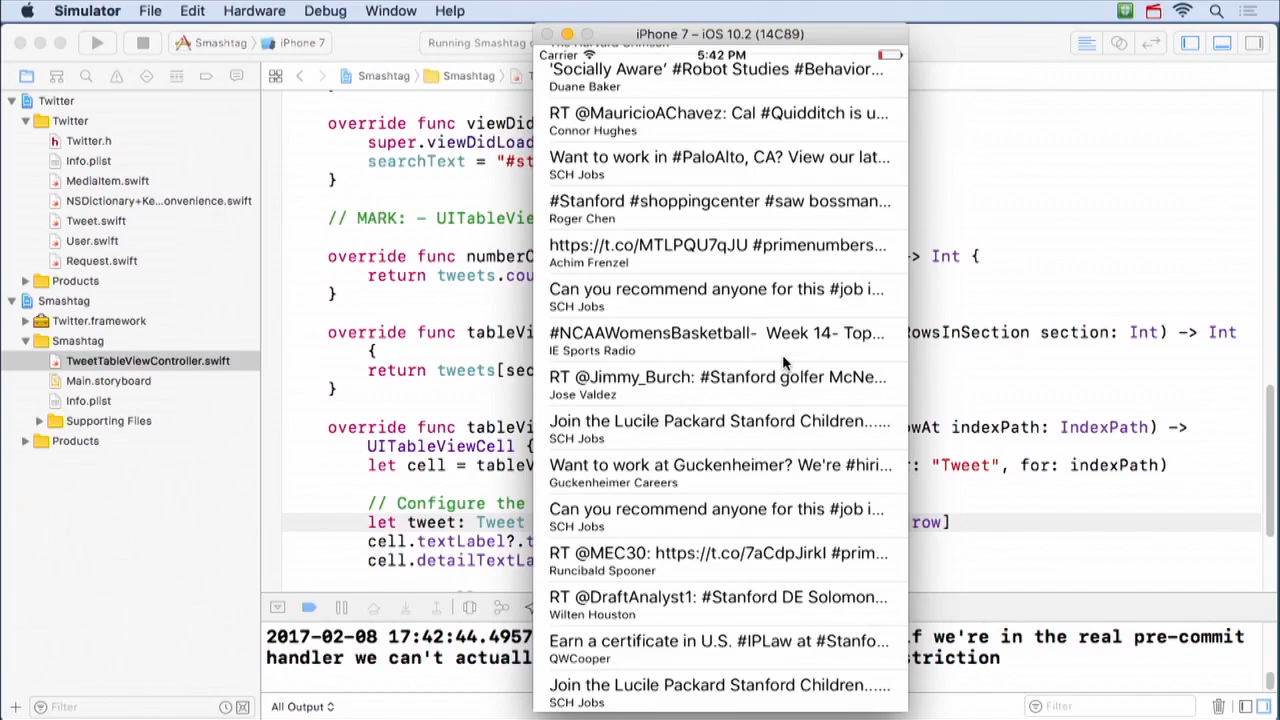 Simulator File Edit Hardware Debug Window Help
Smashtag iPhone 7
Running Smashtag
Smashtag Smashtag
Twitter
Twitter
Twitter.h
Info.plist
MediaItem.swift
NSDictionary+Ke...onvenience.swift
Tweet.swift
User.swift
Request.swift
Products
Smashtag
Twitter.framework
Smashtag
TweetTableViewController.swift
Main.storyboard
Info.plist
Supporting Files
Products
Filter
override func viewDid
super.viewDidLoad
searchText = "#st
}
// MARK: - UITableVie
override func numberO > Int {
return tweets.cou
}
override func tableVi RowsInSection section: Int) -> Int
{
return tweets[sec
}
override func tableVi owAt indexPath: IndexPath) ->
UITableViewCell {
let cell = tablev : "Tweet", for: indexPath)
// Configure the
let tweet: Tweet row]
cell.textLabel?.t
cell.detailTextLa
iPhone 7 – iOS 10.2 (14C89)
Carrier 5:42 PM
'Socially Aware' #Robot Studies #Behavior...
Duane Baker
RT @MauricioAChavez: Cal #Quidditch is u...
Connor Hughes
Want to work in #PaloAlto, CA? View our lat...
SCH Jobs
#Stanford #shoppingcenter #saw bossman...
Roger Chen
https://t.co/MTLPQU7qJU #primenumbers...
Achim Frenzel
Can you recommend anyone for this #job i...
SCH Jobs
#NCAAWomensBasketball- Week 14- Top...
IE Sports Radio
RT @Jimmy_Burch: #Stanford golfer McNe...
Jose Valdez
Join the Lucile Packard Stanford Children......
SCH Jobs
Want to work at Guckenheimer? We're #hiri...
Guckenheimer Careers
Can you recommend anyone for this #job i...
SCH Jobs
RT @MEC30: https://t.co/7aCdpJirkI #prim...
Runcibald Spooner
RT @DraftAnalyst1: #Stanford DE Solomon...
Wilten Houston
Earn a certificate in U.S. #IPLaw at #Stanfo...
QWCooper
Join the Lucile Packard Stanford Children......
SCH Jobs
2017-02-08 17:42:44.4957 f we're in the real pre-commit
handler we can't actuall striction
All Output
Filter